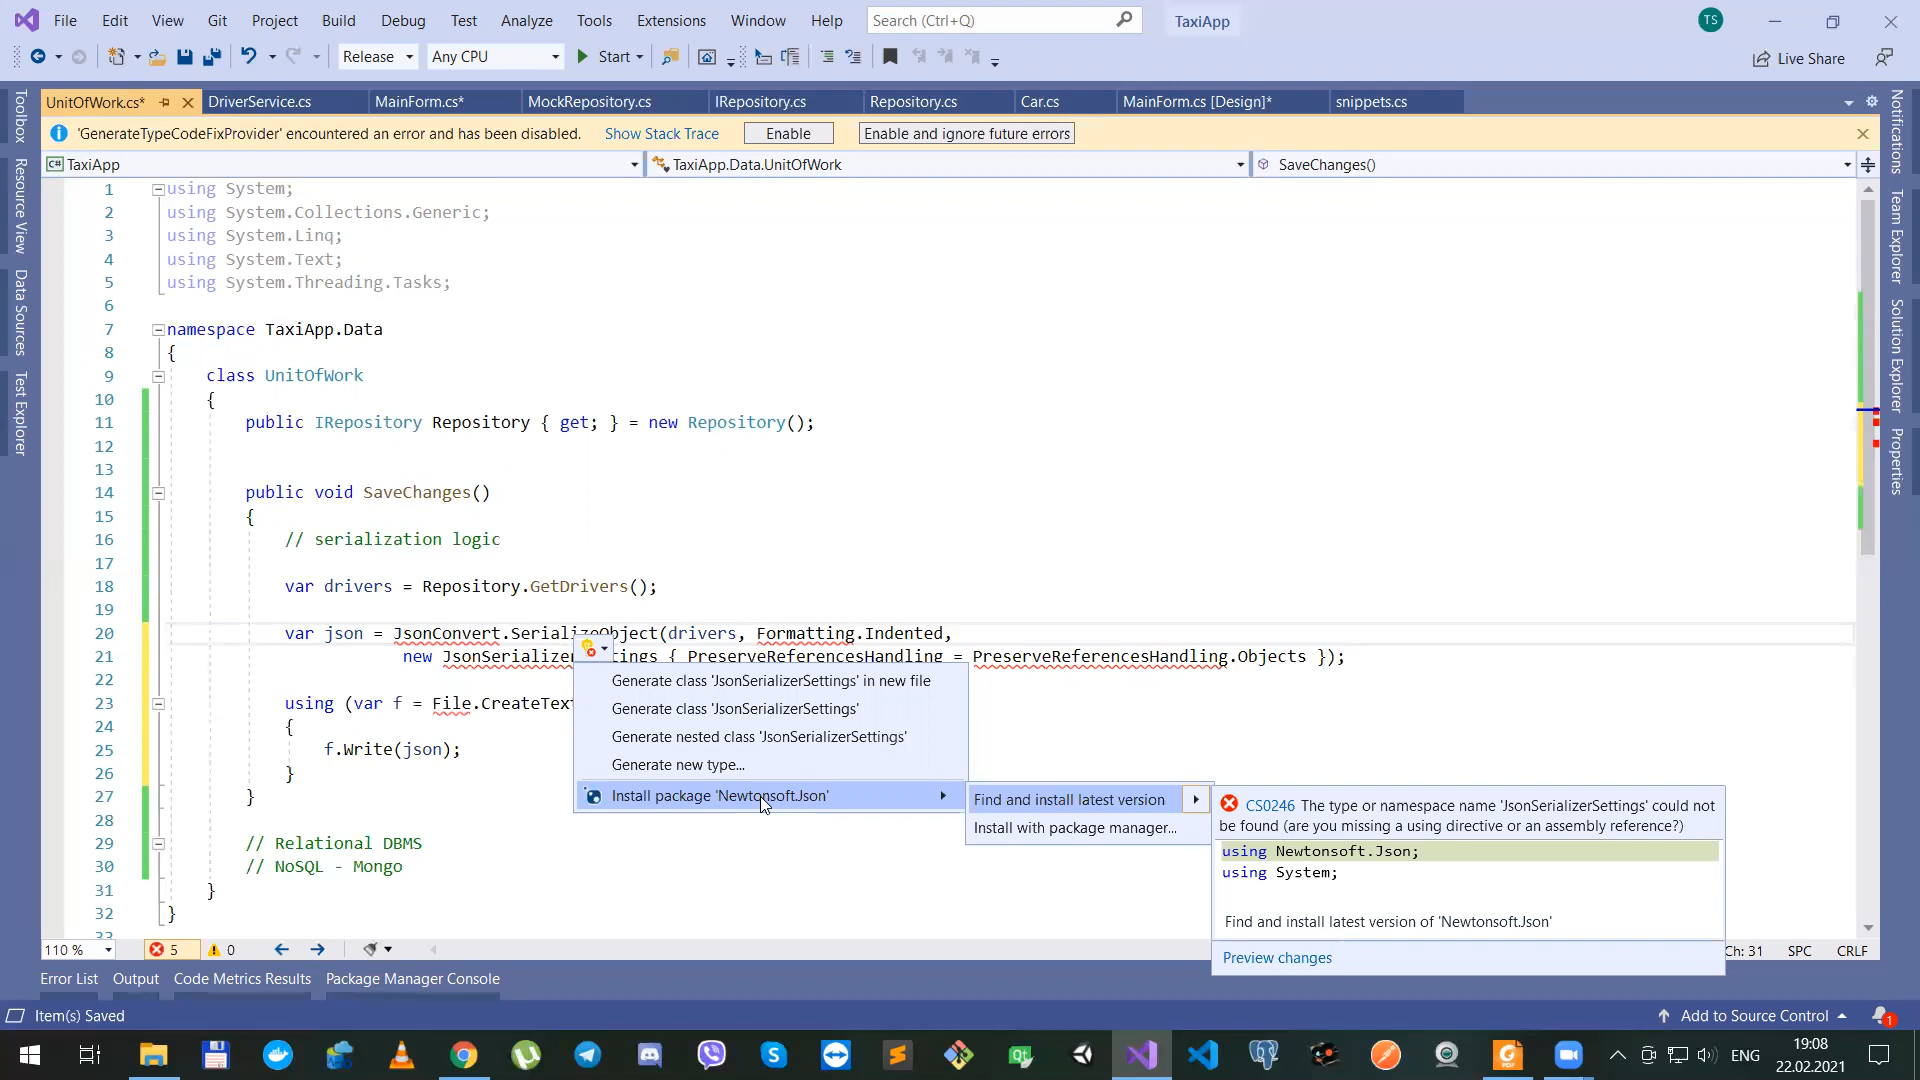 File Edit View Git Project Build Debug Test Analyze Tools Extensions Window Help Search (Ctrl+Q) TaxiApp TS
Release Any CPU Start Live Share
UnitOfWork.cs* DriverService.cs MainForm.cs* MockRepository.cs IRepository.cs Repository.cs Car.cs MainForm.cs [Design]* snippets.cs
'GenerateTypeCodeFixProvider' encountered an error and has been disabled. Show Stack Trace Enable Enable and ignore future errors
C# TaxiApp TaxiApp.Data.UnitOfWork SaveChanges()
Toolbox
Resource View
Data Sources
Test Explorer
1 using System;
2 using System.Collections.Generic;
3 using System.Linq;
4 using System.Text;
5 using System.Threading.Tasks;
6
7 namespace TaxiApp.Data
8 {
9 class UnitOfWork
10 {
11 public IRepository Repository { get; } = new Repository();
12
13
14 public void SaveChanges()
15 {
16 // serialization logic
17
18 var drivers = Repository.GetDrivers();
19
20 var json = JsonConvert.SerializeObject(drivers, Formatting.Indented,
21 new JsonSerializer tings { PreserveReferencesHandling = PreserveReferencesHandling.Objects });
22
23 using (var f = File.CreateText
24 {
25 f.Write(json);
26 }
27 }
28
29 // Relational DBMS
30 // NoSQL - Mongo
31 }
32 }
33
Generate class 'JsonSerializerSettings' in new file
Generate class 'JsonSerializerSettings'
Generate nested class 'JsonSerializerSettings'
Generate new type...
Install package 'Newtonsoft.Json'
Find and install latest version
Install with package manager...
CS0246 The type or namespace name 'JsonSerializerSettings' could not
be found (are you missing a using directive or an assembly reference?)
using Newtonsoft.Json;
using System;
Find and install latest version of 'Newtonsoft.Json'
Preview changes
Notifications
Team Explorer
Solution Explorer
Properties
110 % 5 0 Ch: 31 SPC CRLF
Error List Output Code Metrics Results Package Manager Console
Item(s) Saved Add to Source Control 1
ENG 19:08
22.02.2021